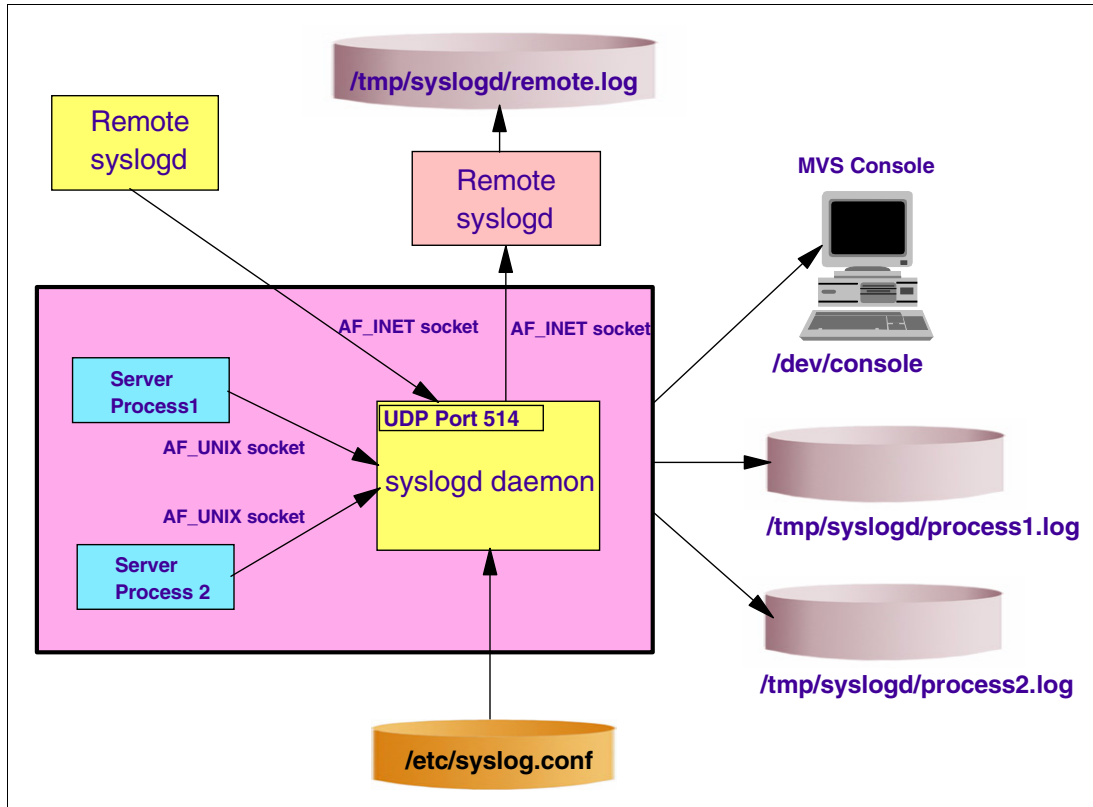 /tmp/syslogd/remote.log
Remote
syslogd
Remote
syslogd
MVS Console
/dev/console
AF_INET socket
AF_INET socket
Server
Process1
AF_UNIX socket
UDP Port 514
syslogd daemon
AF_UNIX socket
Server
Process 2
/tmp/syslogd/process1.log
/tmp/syslogd/process2.log
/etc/syslog.conf